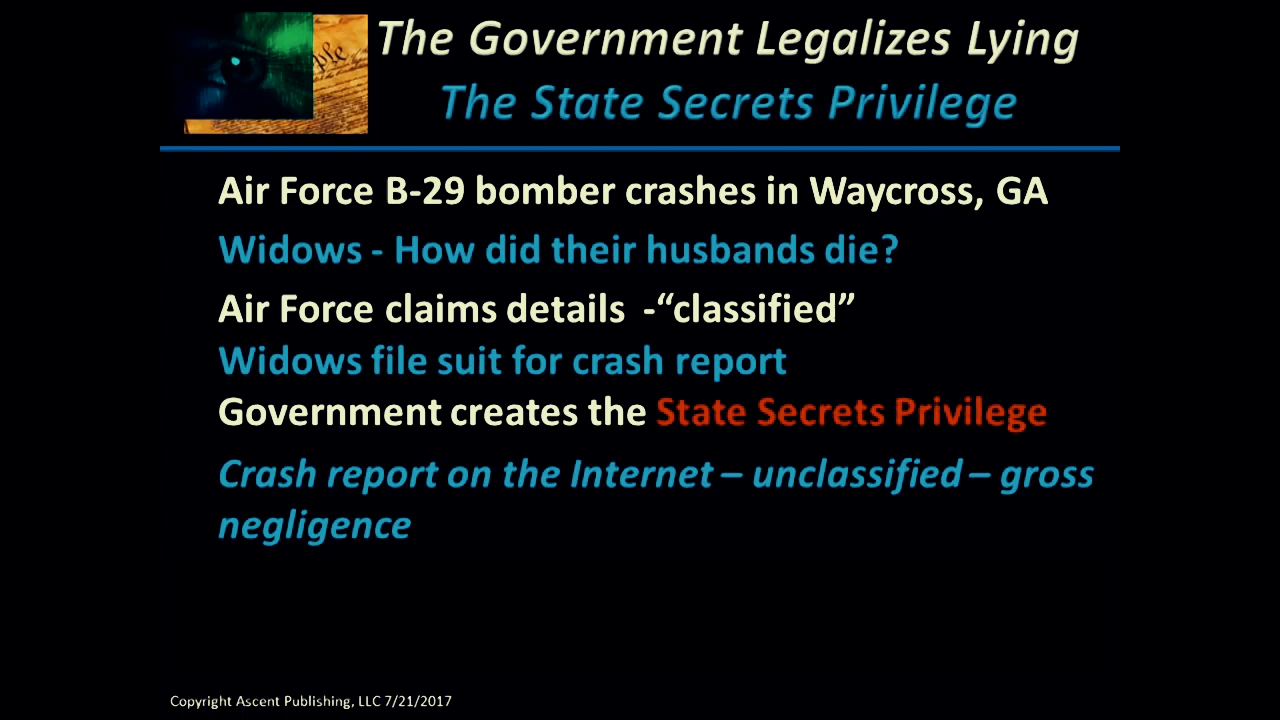 ple
The Government Legalizes Lying
The State Secrets Privilege
Air Force B-29 bomber crashes in Waycross, GA
Widows - How did their husbands die?
Air Force claims details -“classified”
Widows file suit for crash report
Government creates the State Secrets Privilege
Crash report on the Internet – unclassified – gross
negligence
Copyright Ascent Publishing, LLC 7/21/2017